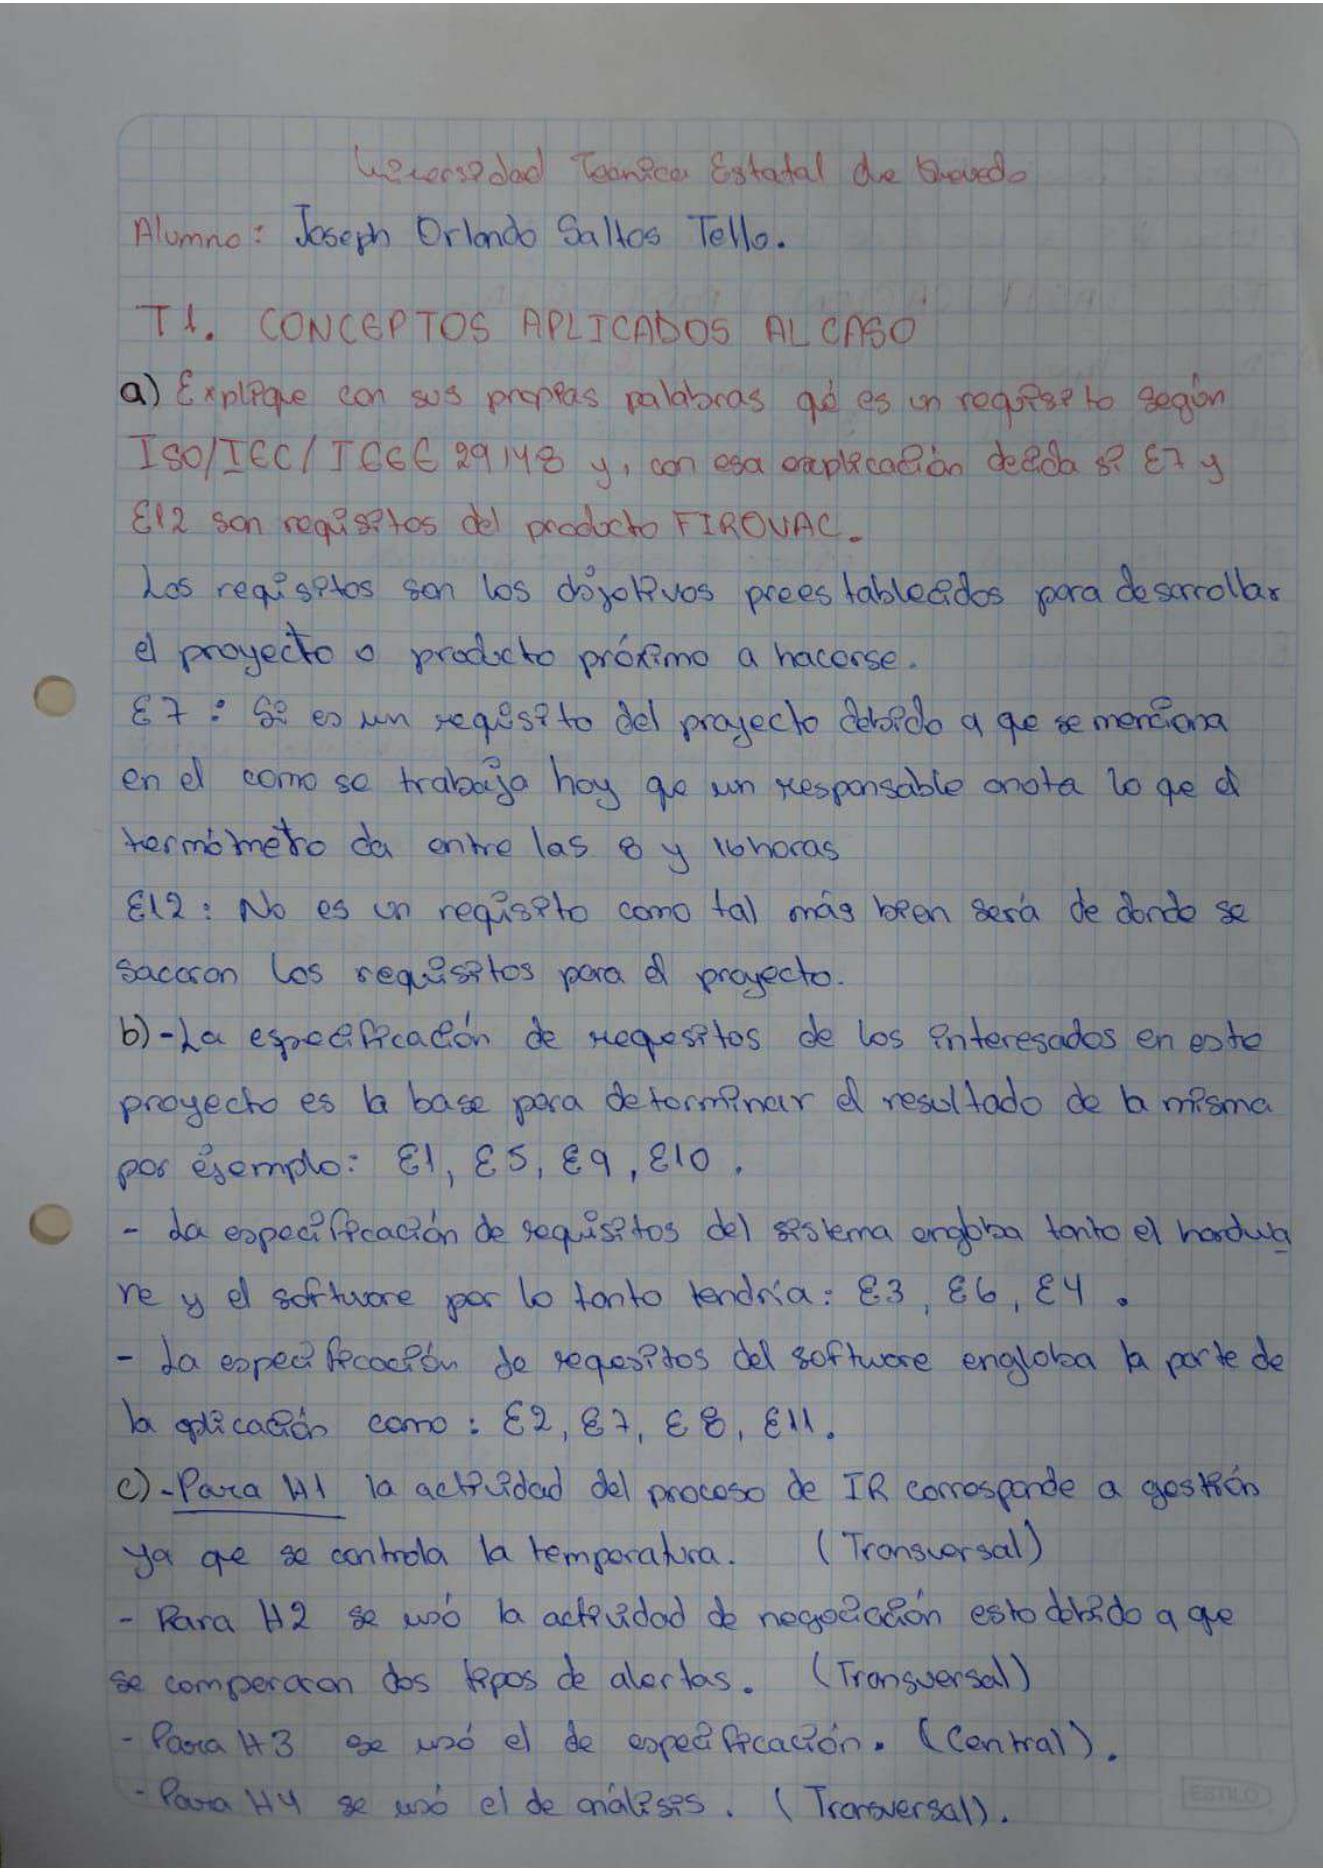 Universidad Tecnica Estatal de Quevedo
Alumno: Joseph Orlando Saltos Tello.
T1. CONCEPTOS APLICADOS AL CASO
a) Explique con sus propias palabras qué es un requisito según
ISO/IEC/IEEE 29148 y, con esa explicación decida si E7 y
E12 son requisitos del producto FIROVAC.
Los requisitos son los objetivos preestablecidos para desarrollar
el proyecto o producto próximo a hacerse.
E7: Si es un requisito del proyecto debido a que se menciona
en el como se trabaja hoy que un responsable anota lo que el
termómetro da entre las 8 y 16horas
E12: No es un requisito como tal más bien será de donde se
sacaron los requisitos para el proyecto.
b)-La especificación de requesitos de los interesados en este
proyecto es la base para determinar el resultado de la misma
por ejemplo: E1, E5, E9, E10.
- La especificación de requisitos del sistema engloba tanto el hardwa
re y el software por lo tanto tendría: E3, E6, E4.
- La especificación de requesitos del software engloba la parte de
la aplicación como: E2, E7, E8, E11.
c)-Para H1 la actividad del proceso de IR corresponde a gestión
ya que se controla la temperatura. (Transversal)
- Para H2 se usó la actividad de negociación esto debido a que
se compararon dos tipos de alertas. (Transversal)
- Para H3 se usó el de especificación. (Central).
- Para H4 se usó el de análisis. (Transversal).
ESTILO